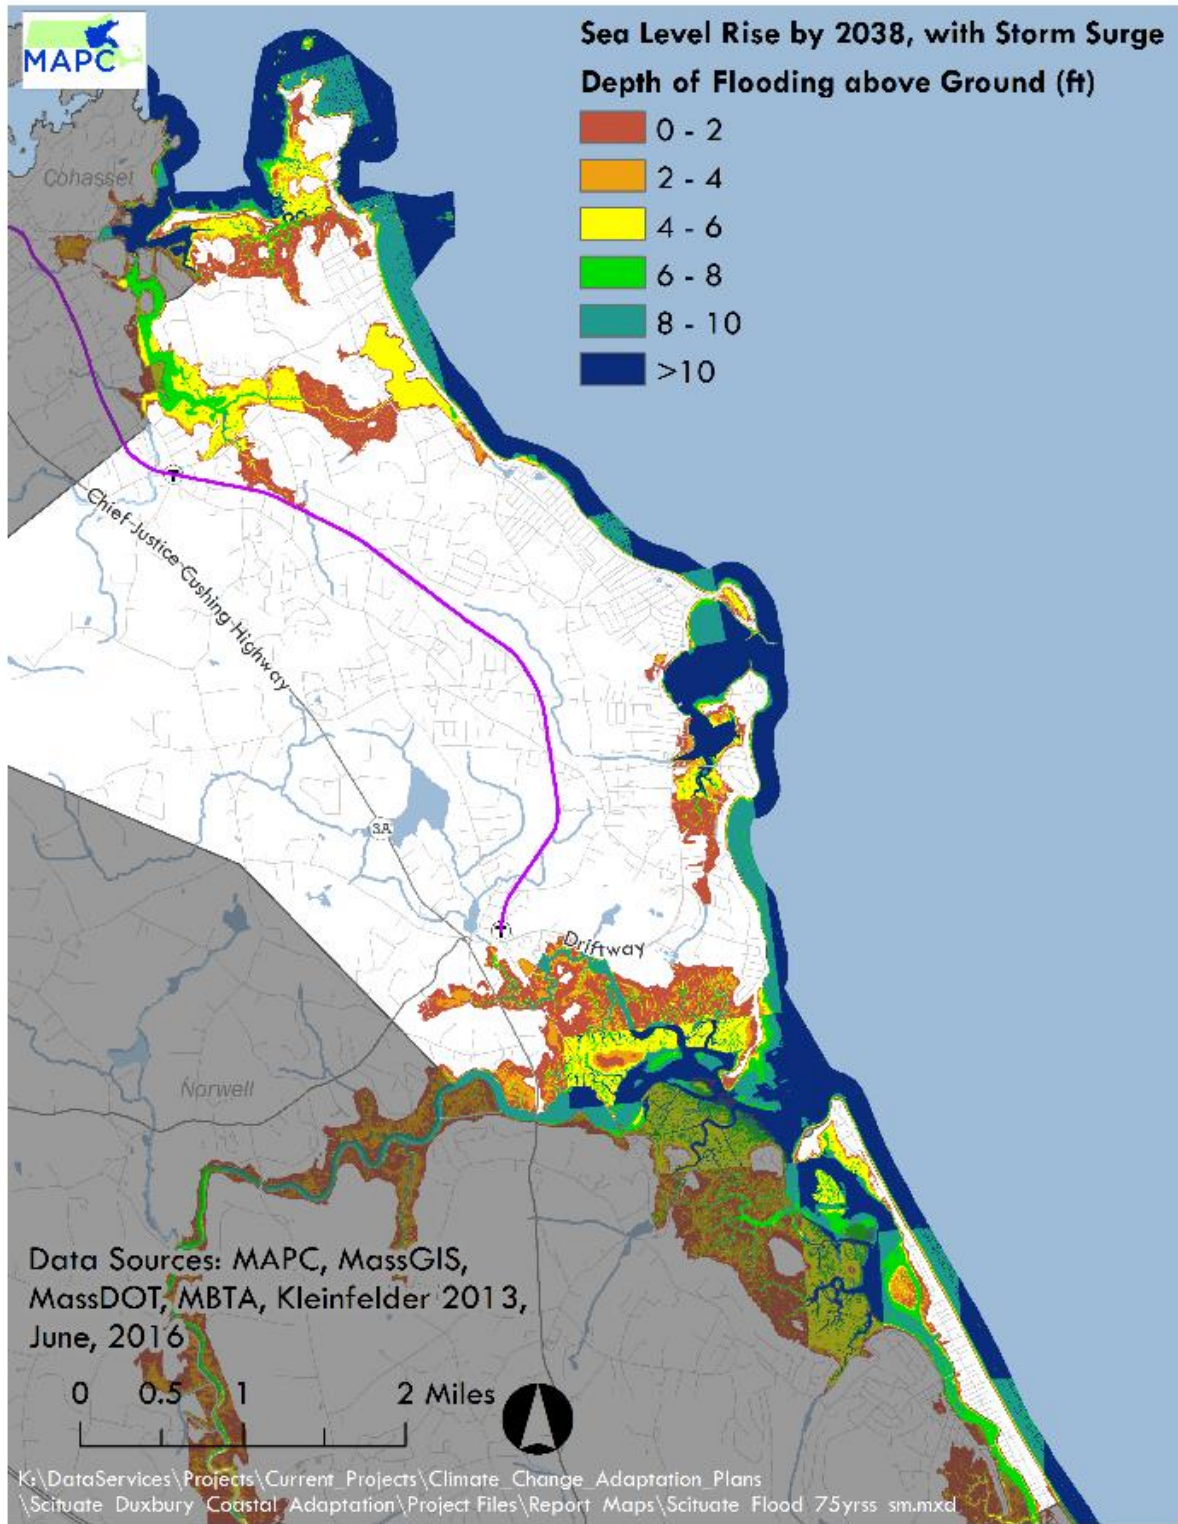 MAPC
Sea Level Rise by 2038, with Storm Surge
Depth of Flooding above Ground (ft)
0 - 2
2 - 4
4 - 6
6 - 8
8 - 10
>10
Cohasset
T
Chief Justice Cushing Highway
3A
T
Driftway
Norwell
Data Sources: MAPC, MassGIS,
MassDOT, MBTA, Kleinfelder 2013,
June, 2016
0 0.5 1 2 Miles
K:\DataServices\Projects\Current_Projects\Climate_Change_Adaptation_Plans
\Scituate_Duxbury_Coastal_Adaptation\Project Files\Report_Maps\Scituate_Flood_75yrss_sm.mxd